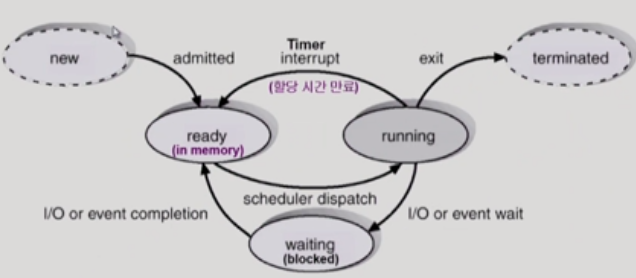 new
admitted
Timer
interrupt
(할당 시간 만료)
exit
terminated
ready
(in memory)
running
scheduler dispatch
I/O or event completion
I/O or event wait
waiting
(blocked)